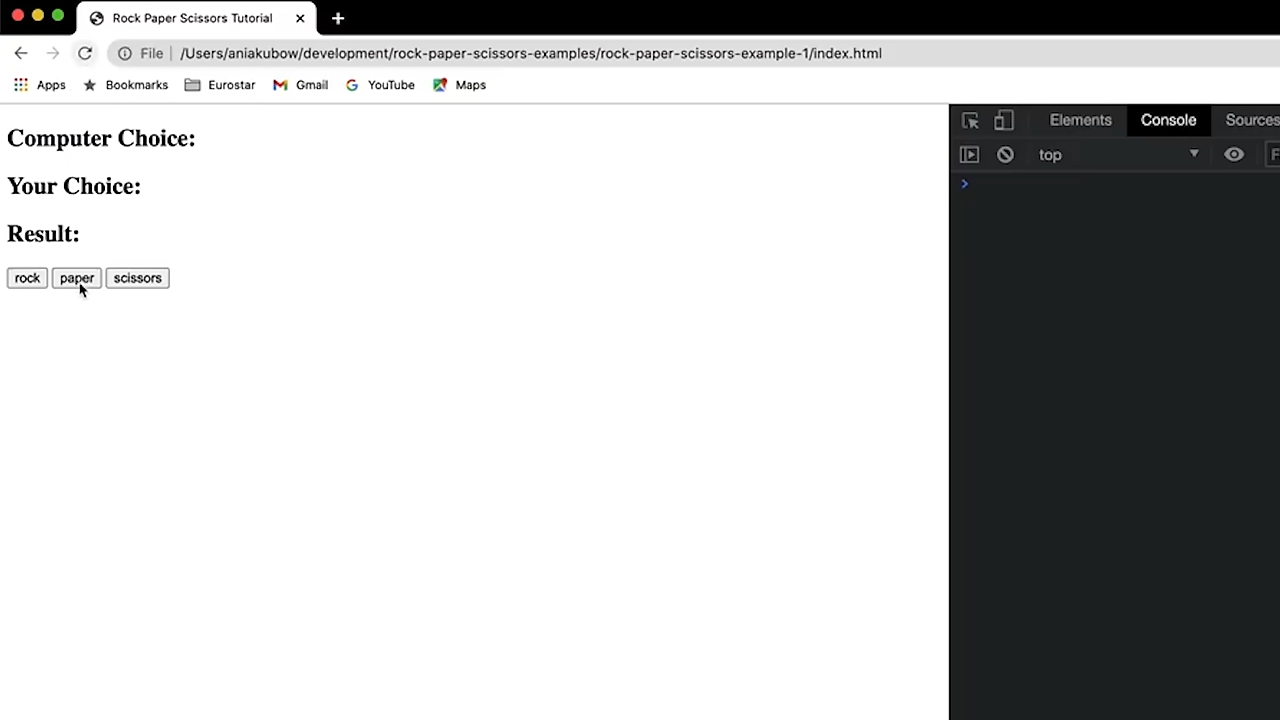 Rock Paper Scissors Tutorial
File /Users/aniakubow/development/rock-paper-scissors-examples/rock-paper-scissors-example-1/index.html
Apps Bookmarks Eurostar Gmail YouTube Maps
Computer Choice:
Your Choice:
Result:
rock paper scissors
Elements Console Sources
top F